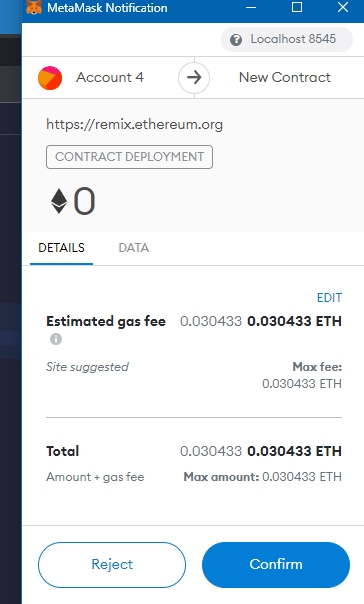 MetaMask Notification
? Localhost 8545
Account 4 New Contract
https://remix.ethereum.org
CONTRACT DEPLOYMENT
0
DETAILS DATA
EDIT
Estimated gas fee 0.030433 0.030433 ETH
Site suggested Max fee:
0.030433 ETH
Total 0.030433 0.030433 ETH
Amount + gas fee Max amount: 0.030433 ETH
Reject Confirm